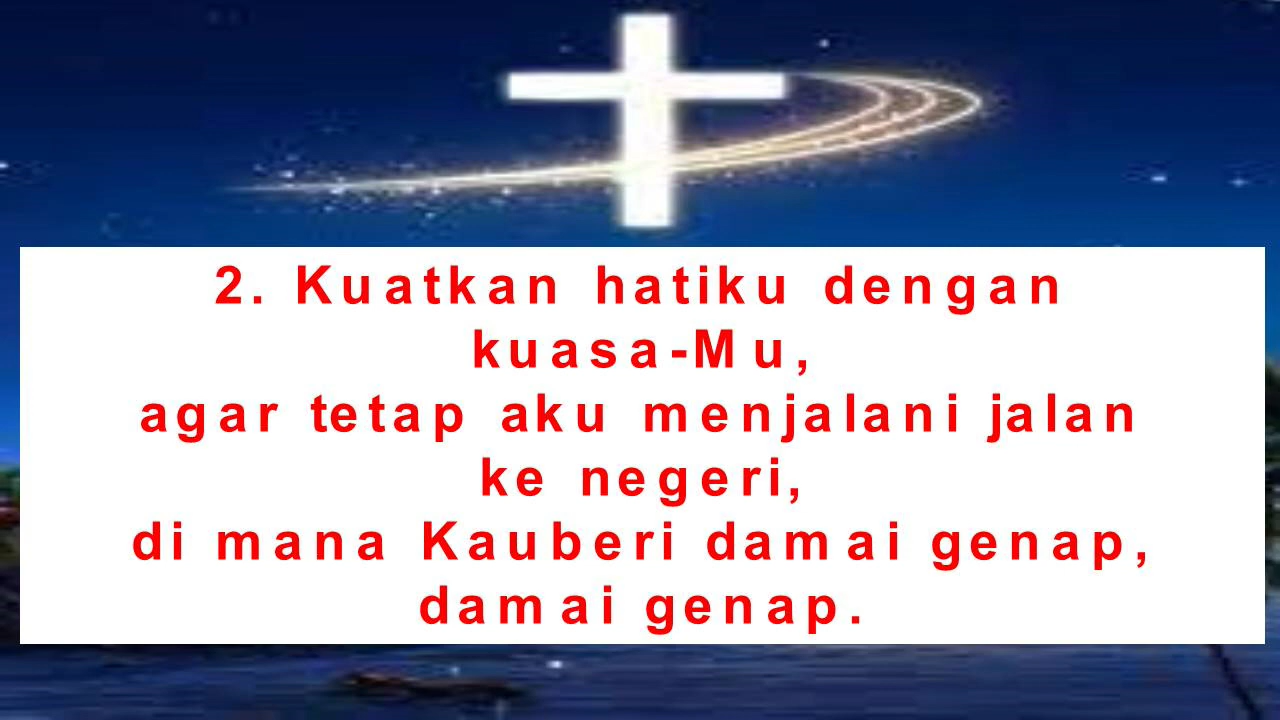 2. Kuatkan hatiku dengan
kuasa-Mu,
agar tetap aku menjalani jalan
ke negeri,
di mana Kauberi damai genap,
damai genap.